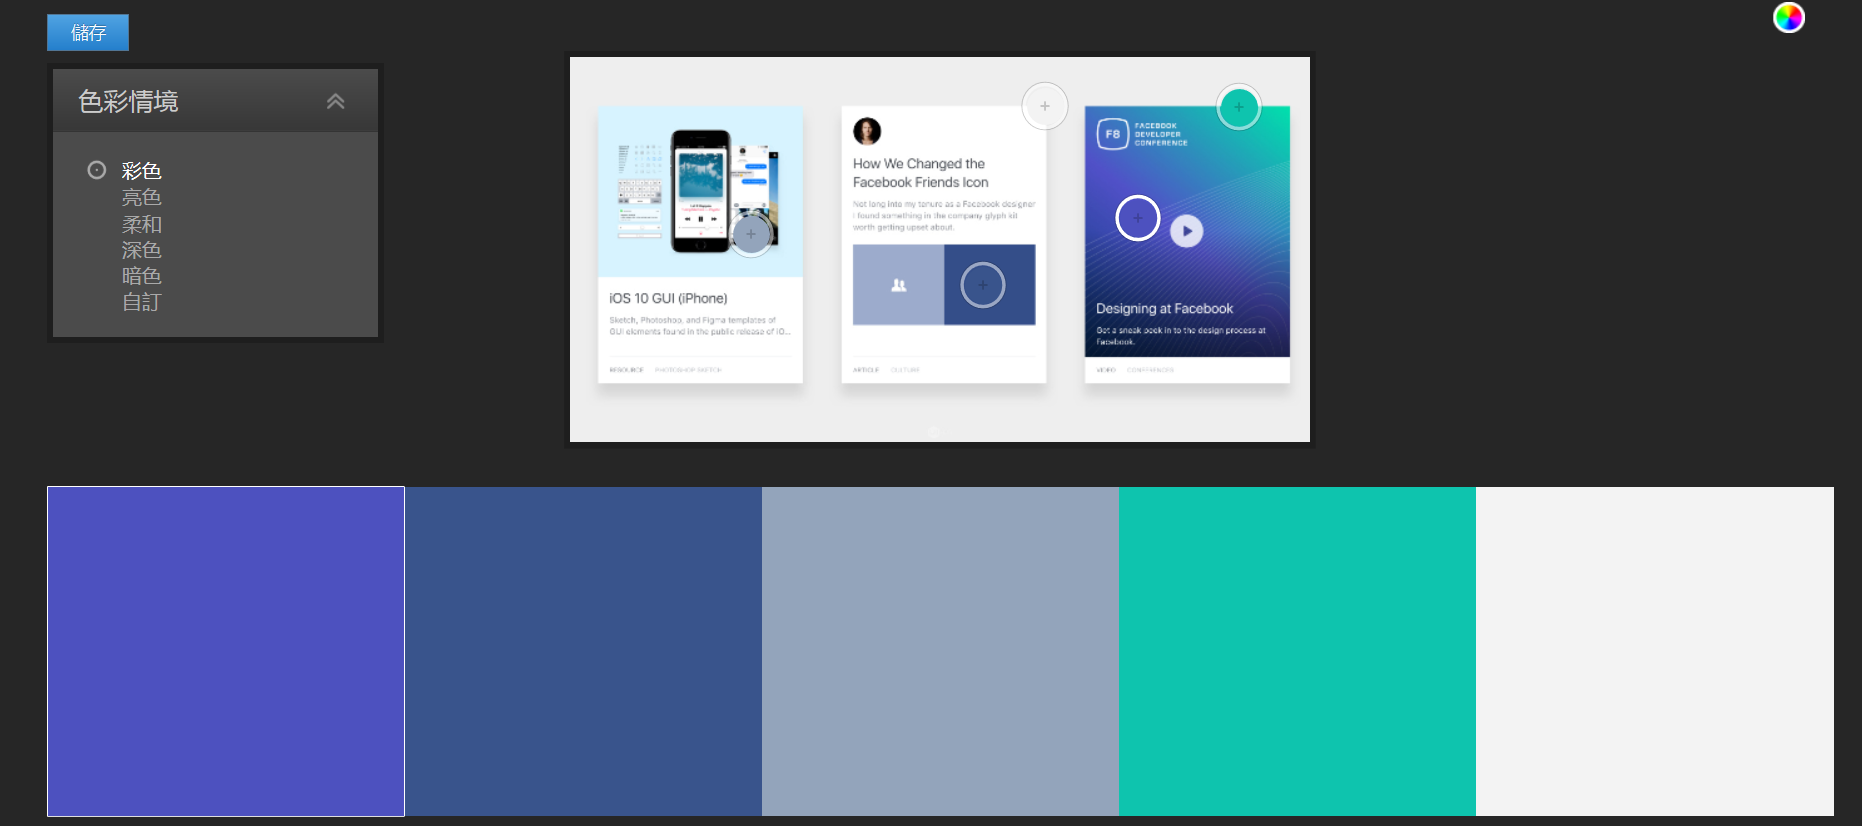 儲存
色彩情境
彩色
亮色
柔和
深色
暗色
自訂
iOS 10 GUI (iPhone)
Sketch, Photoshop, and Figma templates of
GUI elements found in the public release of iO...
RESOURCE PHOTOSHOP SKETCH
How We Changed the
Facebook Friends Icon
Not long into my tenure as a Facebook designer
I found something in the company glyph kit
worth getting upset about.
ARTICLE CULTURE
F8
FACEBOOK
DEVELOPER
CONFERENCE
Designing at Facebook
Get a sneak peek in to the design process at
Facebook.
VIDEO CONFERENCES